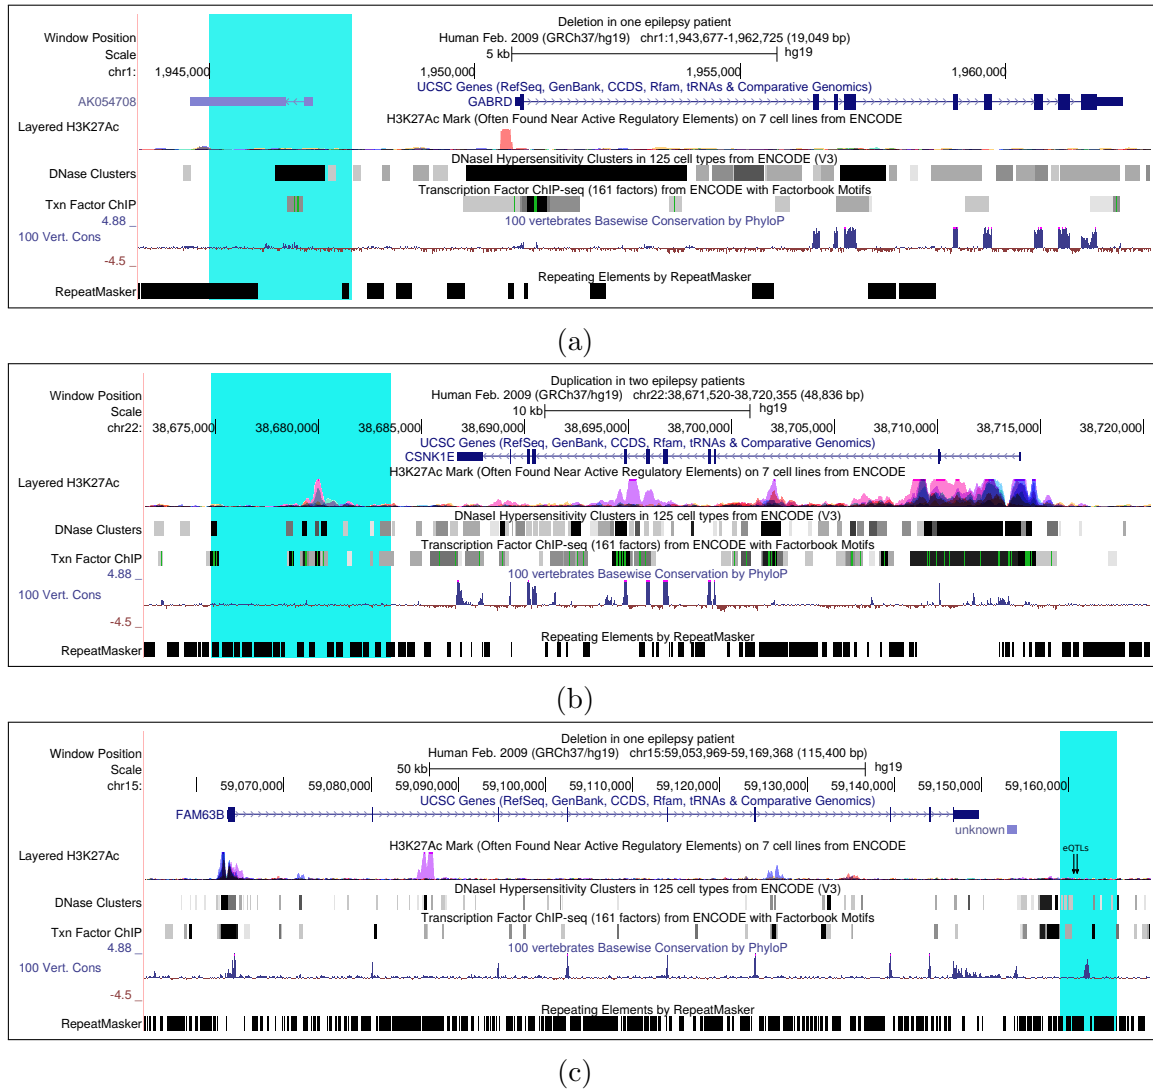 Deletion in one epilepsy patient
Window Position Human Feb. 2009 (GRCh37/hg19) chr1:1,943,677-1,962,725 (19,049 bp)
Scale 5 kb hg19
chr1: 1,945,000 1,950,000 1,955,000 1,960,000
UCSC Genes (RefSeq, GenBank, CCDS, Rfam, tRNAs & Comparative Genomics)
AK054708 GABRD
H3K27Ac Mark (Often Found Near Active Regulatory Elements) on 7 cell lines from ENCODE
Layered H3K27Ac
DNaseI Hypersensitivity Clusters in 125 cell types from ENCODE (V3)
DNase Clusters
Transcription Factor ChIP-seq (161 factors) from ENCODE with Factorbook Motifs
Txn Factor ChIP
4.88 _ 100 vertebrates Basewise Conservation by PhyloP
100 Vert. Cons
-4.5 _
Repeating Elements by RepeatMasker
RepeatMasker
(a)
Duplication in two epilepsy patients
Window Position Human Feb. 2009 (GRCh37/hg19) chr22:38,671,520-38,720,355 (48,836 bp)
Scale 10 kb hg19
chr22: 38,675,000 38,680,000 38,685,000 38,690,000 38,695,000 38,700,000 38,705,000 38,710,000 38,715,000 38,720,000
UCSC Genes (RefSeq, GenBank, CCDS, Rfam, tRNAs & Comparative Genomics)
CSNK1E
H3K27Ac Mark (Often Found Near Active Regulatory Elements) on 7 cell lines from ENCODE
Layered H3K27Ac
DNaseI Hypersensitivity Clusters in 125 cell types from ENCODE (V3)
DNase Clusters
Transcription Factor ChIP-seq (161 factors) from ENCODE with Factorbook Motifs
Txn Factor ChIP
4.88 _ 100 vertebrates Basewise Conservation by PhyloP
100 Vert. Cons
-4.5 _
Repeating Elements by RepeatMasker
RepeatMasker
(b)
Deletion in one epilepsy patient
Window Position Human Feb. 2009 (GRCh37/hg19) chr15:59,053,969-59,169,368 (115,400 bp)
Scale 50 kb hg19
chr15: 59,070,000 59,080,000 59,090,000 59,100,000 59,110,000 59,120,000 59,130,000 59,140,000 59,150,000 59,160,000
UCSC Genes (RefSeq, GenBank, CCDS, Rfam, tRNAs & Comparative Genomics)
FAM63B
unknown
H3K27Ac Mark (Often Found Near Active Regulatory Elements) on 7 cell lines from ENCODE
Layered H3K27Ac eQTLs
DNaseI Hypersensitivity Clusters in 125 cell types from ENCODE (V3)
DNase Clusters
Transcription Factor ChIP-seq (161 factors) from ENCODE with Factorbook Motifs
Txn Factor ChIP
4.88 _ 100 vertebrates Basewise Conservation by PhyloP
100 Vert. Cons
-4.5 _
Repeating Elements by RepeatMasker
RepeatMasker
(c)